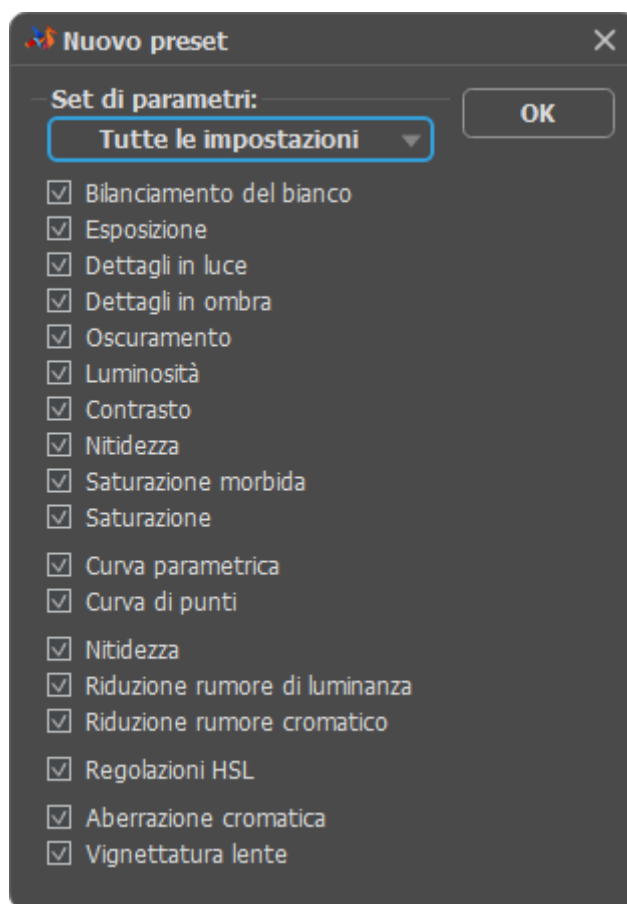 Nuovo preset
Set di parametri:
OK
Tutte le impostazioni
Bilanciamento del bianco
Esposizione
Dettagli in luce
Dettagli in ombra
Oscuramento
Luminosità
Contrasto
Nitidezza
Saturazione morbida
Saturazione
Curva parametrica
Curva di punti
Nitidezza
Riduzione rumore di luminanza
Riduzione rumore cromatico
Regolazioni HSL
Aberrazione cromatica
Vignettatura lente